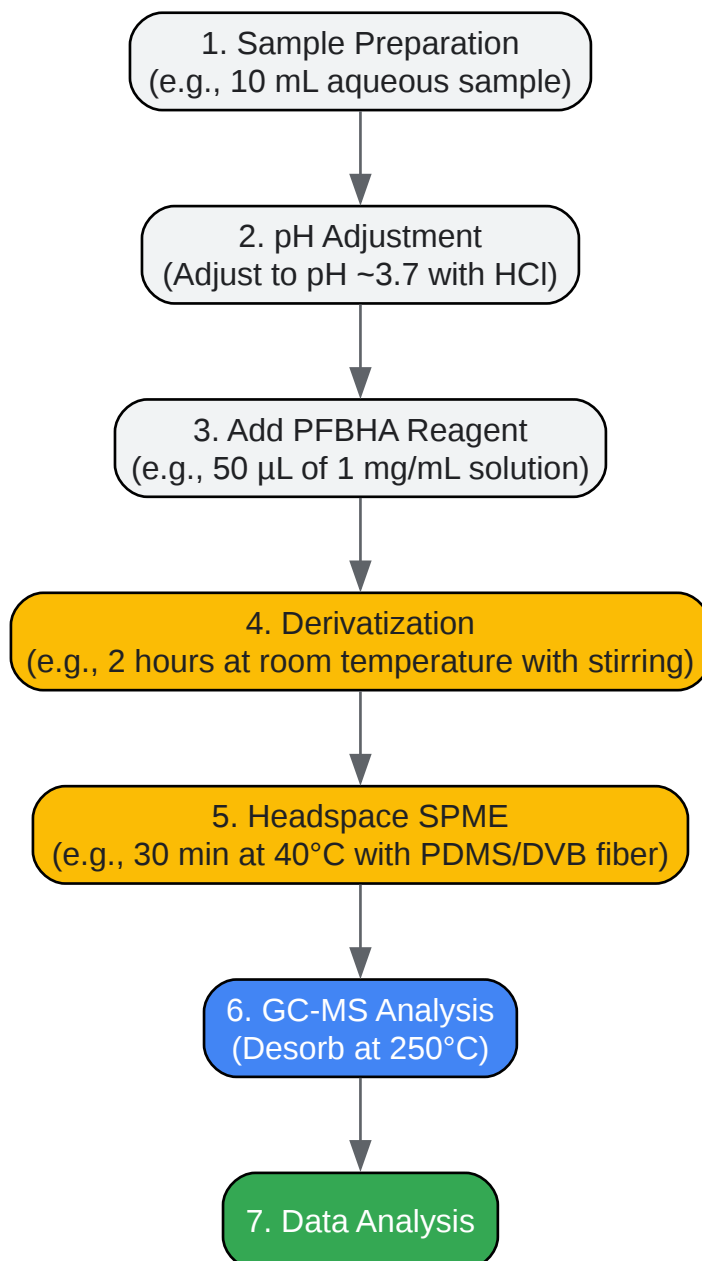 1. Sample Preparation
(e.g., 10 mL aqueous sample)
2. pH Adjustment
(Adjust to pH ~3.7 with HCl)
3. Add PFBHA Reagent
(e.g., 50 µL of 1 mg/mL solution)
4. Derivatization
(e.g., 2 hours at room temperature with stirring)
5. Headspace SPME
(e.g., 30 min at 40°C with PDMS/DVB fiber)
6. GC-MS Analysis
(Desorb at 250°C)
7. Data Analysis